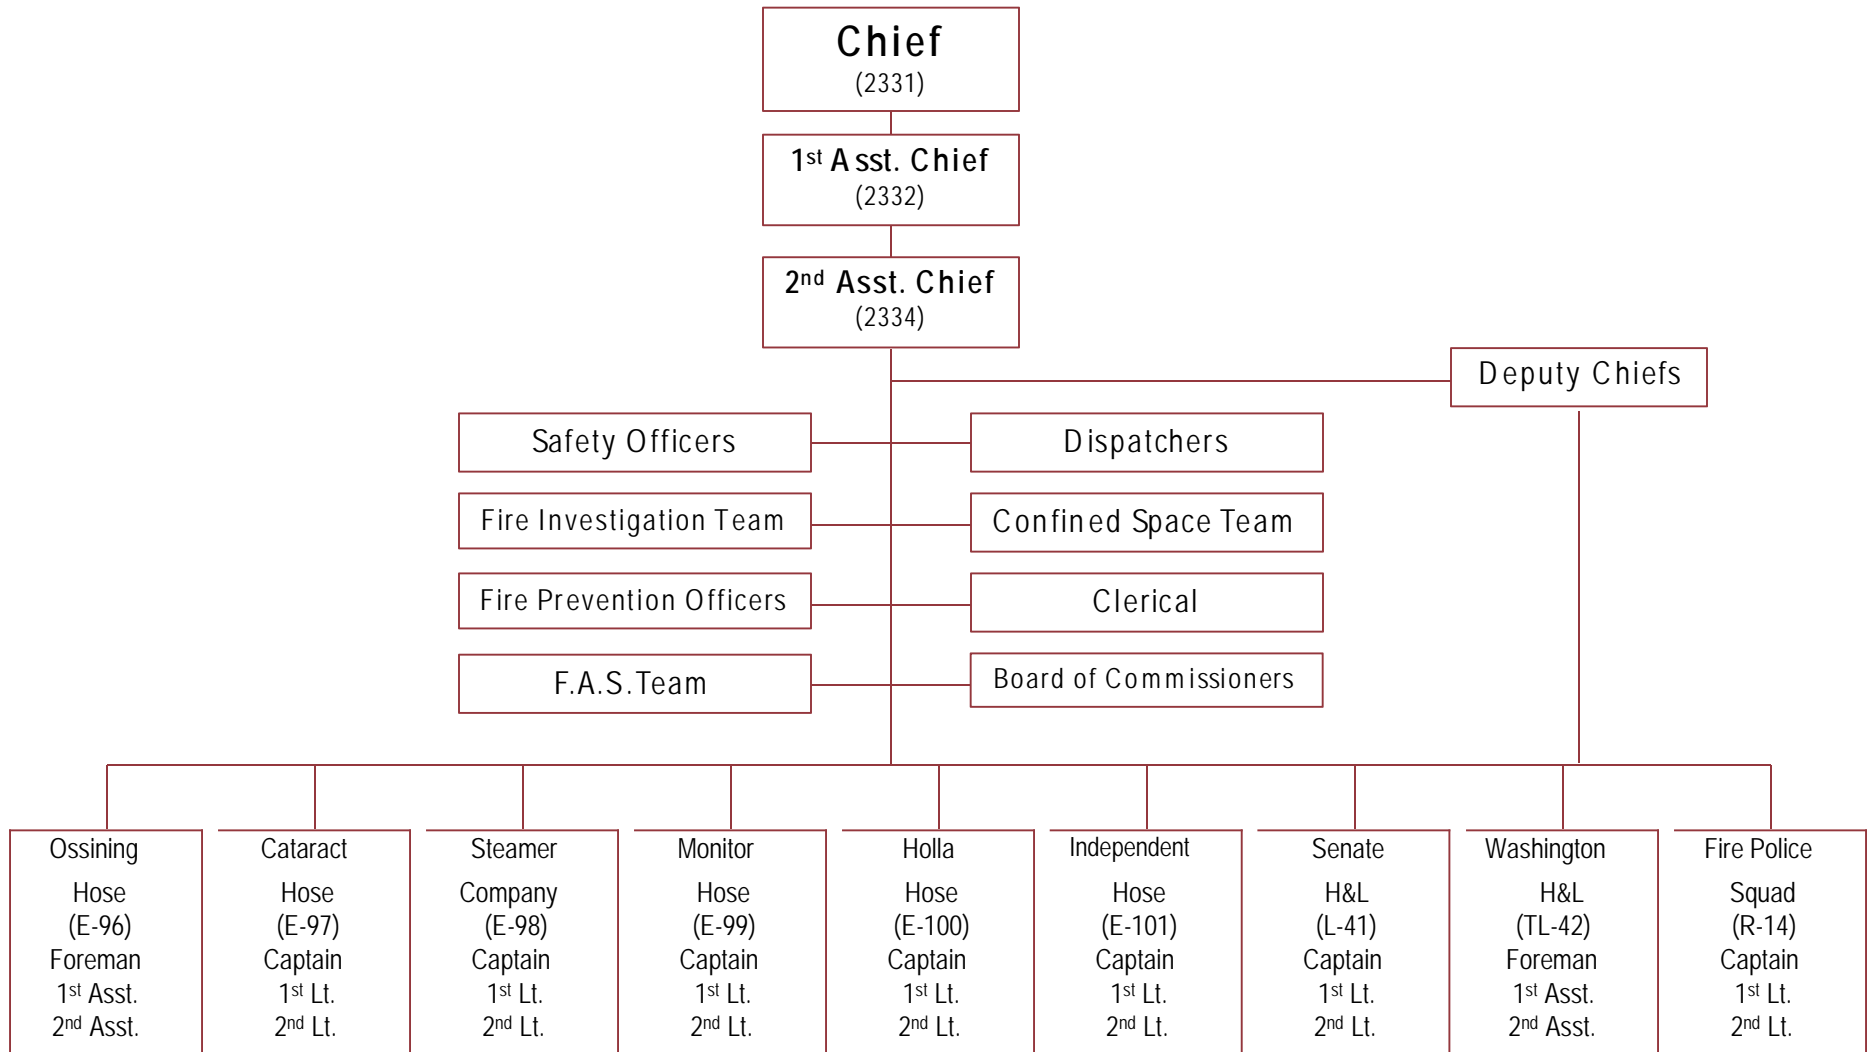 Chief
(2331)
1st Asst. Chief
(2332)
2nd Asst. Chief
(2334)
Deputy Chiefs
Safety Officers
Dispatchers
Fire Investigation Team
Confined Space Team
Fire Prevention Officers
Clerical
F.A.S.Team
Board of Commissioners
Ossining
Hose
(E-96)
Foreman
1st Asst.
2nd Asst.
Cataract
Hose
(E-97)
Captain
1st Lt.
2nd Lt.
Steamer
Company
(E-98)
Captain
1st Lt.
2nd Lt.
Monitor
Hose
(E-99)
Captain
1st Lt.
2nd Lt.
Holla
Hose
(E-100)
Captain
1st Lt.
2nd Lt.
Independent
Hose
(E-101)
Captain
1st Lt.
2nd Lt.
Senate
H&L
(L-41)
Captain
1st Lt.
2nd Lt.
Washington
H&L
(TL-42)
Foreman
1st Asst.
2nd Asst.
Fire Police
Squad
(R-14)
Captain
1st Lt.
2nd Lt.